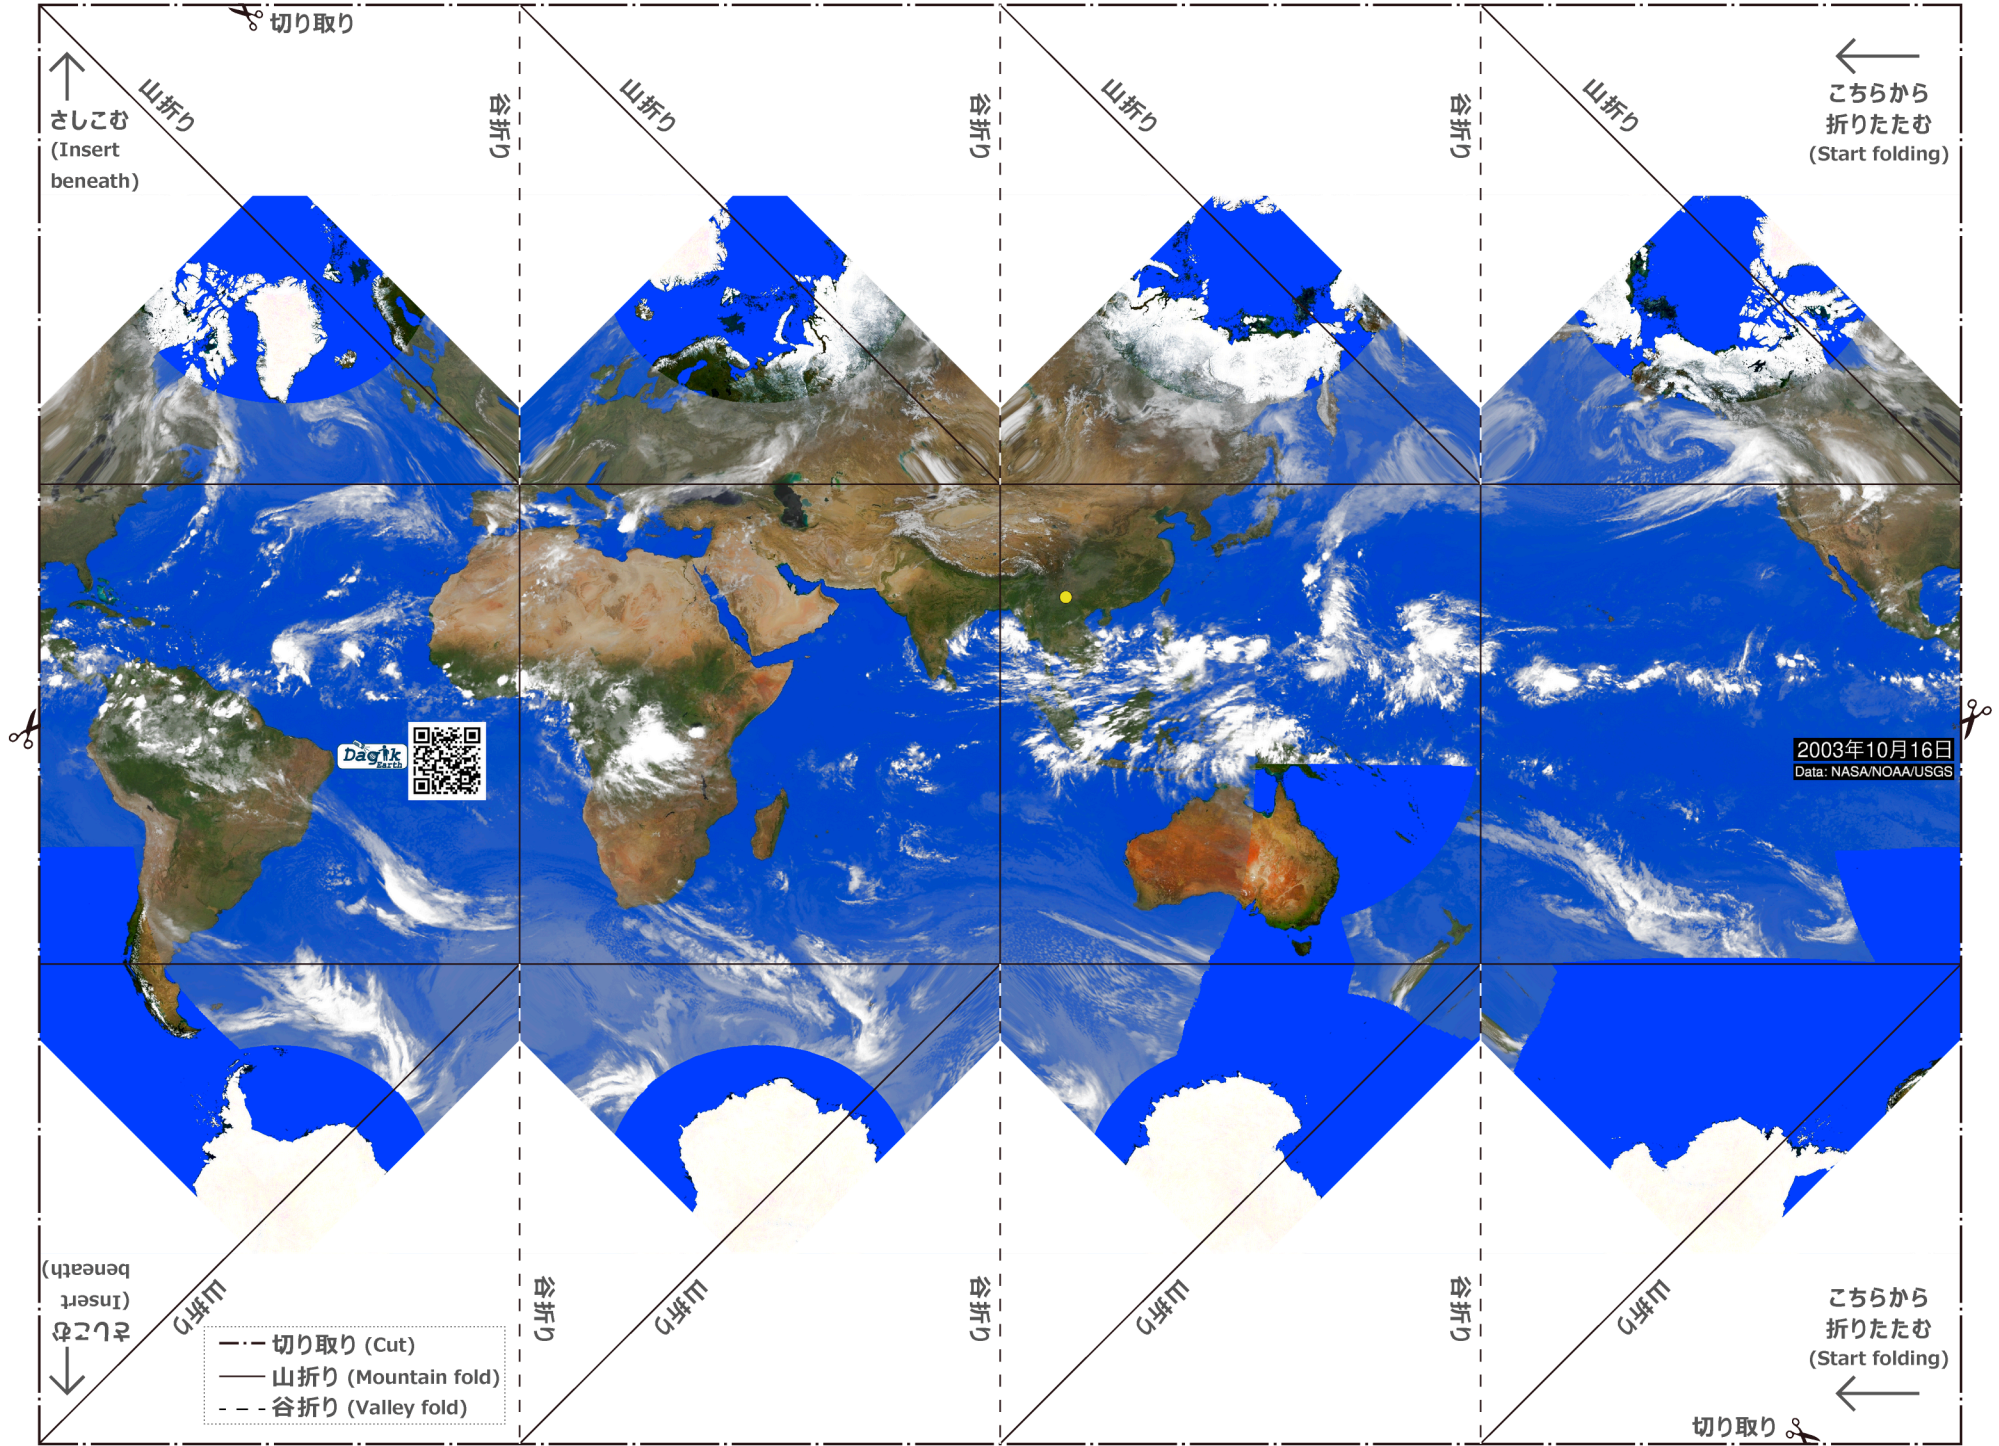 切り取り
さしこむ
(Insert
beneath)
山折り
谷折り
山折り
谷折り
山折り
谷折り
山折り
こちらから
折りたたむ
(Start folding)
Dagik
Earth
2003年10月16日
Data: NASA/NOAA/USGS
さしこむ
(Insert
beneath)
山折り
谷折り
山折り
谷折り
山折り
谷折り
山折り
こちらから
折りたたむ
(Start folding)
切り取り (Cut)
山折り (Mountain fold)
谷折り (Valley fold)
切り取り